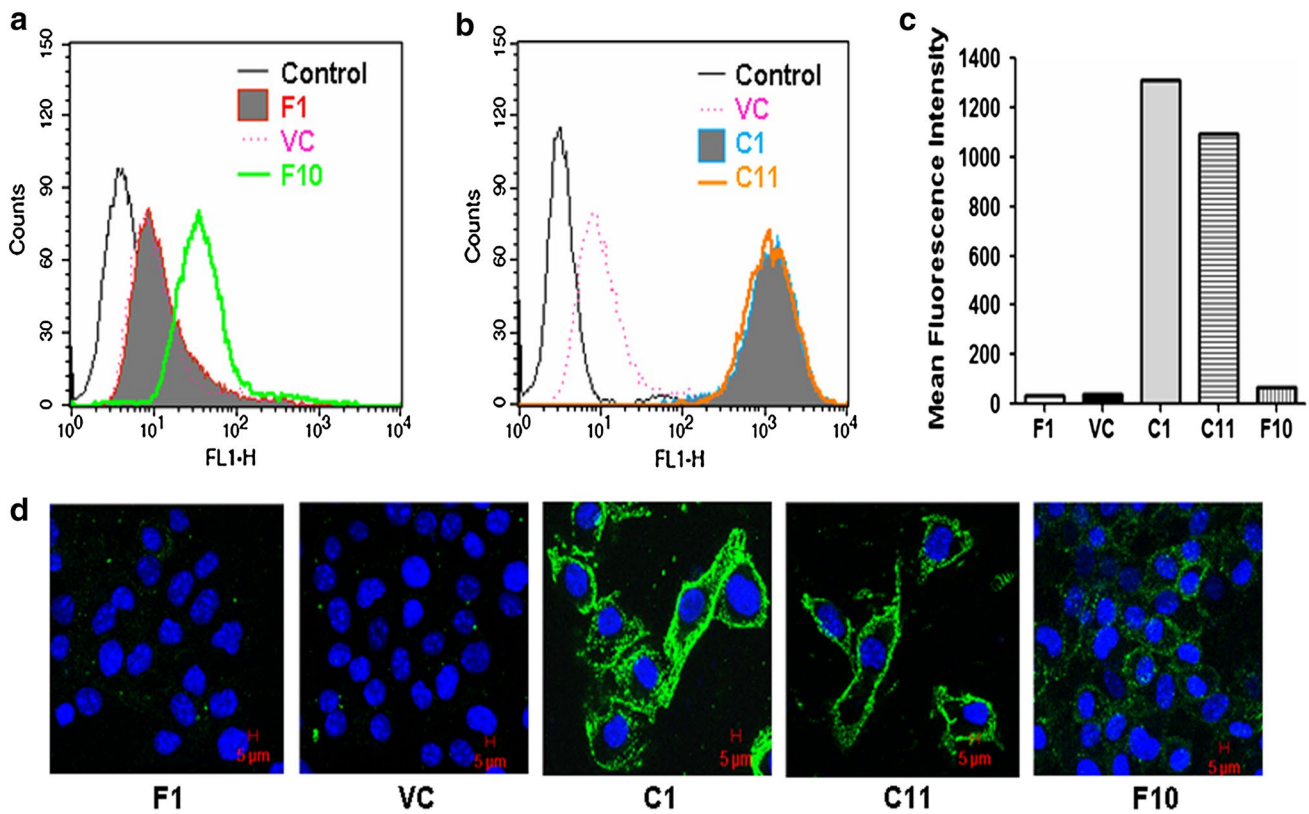 a
150
120
90
60
30
0
Counts
Control
F1
VC
F10
10⁰ 10¹ 10² 10³ 10⁴
FL1-H
b
150
120
90
60
30
0
Counts
Control
VC
C1
C11
10⁰ 10¹ 10² 10³ 10⁴
FL1-H
c
Mean Fluorescence Intensity
1400
1200
1000
800
600
400
200
0
F1 VC C1 C11 F10
d
5 µm
5 µm
5 µm
5 µm
5 µm
F1 VC C1 C11 F10